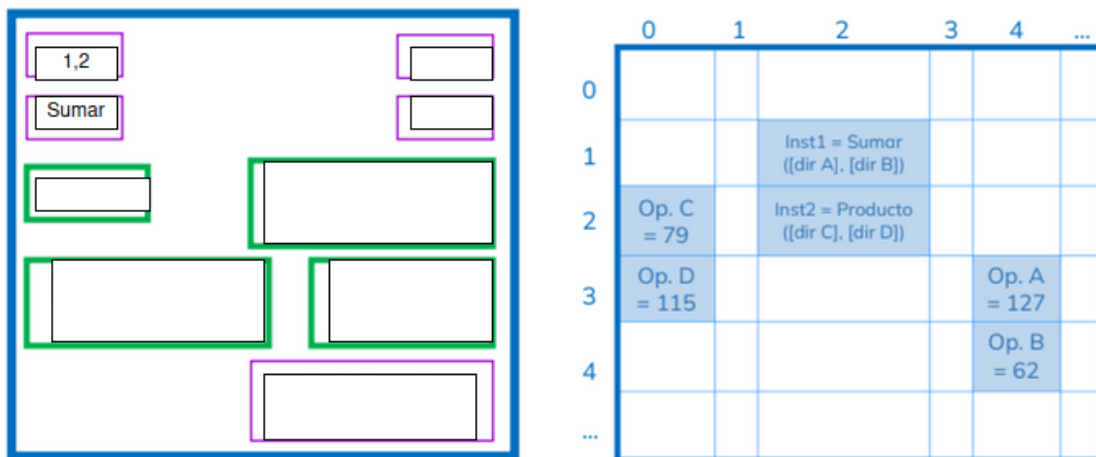 1,2
Sumar
0 1 2 3 4 ...
0
1
2
3
4
...
Inst1 = Sumar
([dir A], [dir B])
Op. C
= 79
Inst2 = Producto
([dir C], [dir D])
Op. D
= 115
Op. A
= 127
Op. B
= 62